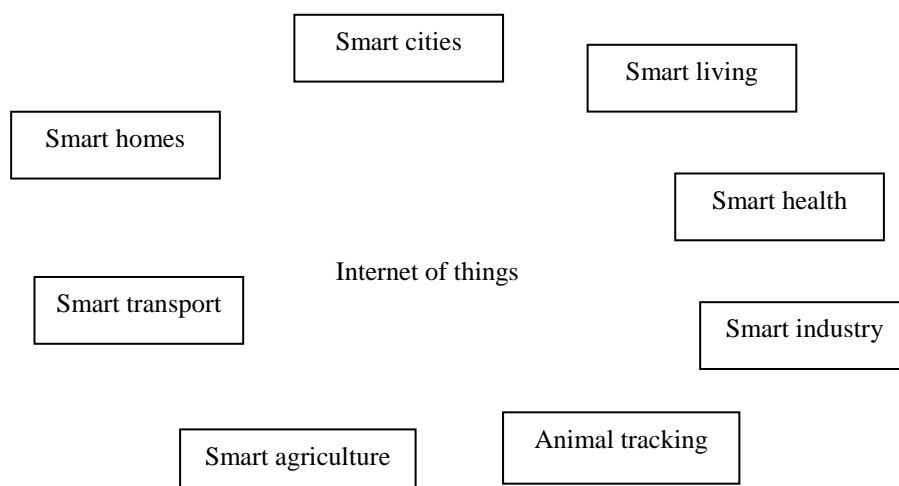 Smart cities
Smart living
Smart homes
Smart health
Internet of things
Smart transport
Smart industry
Animal tracking
Smart agriculture